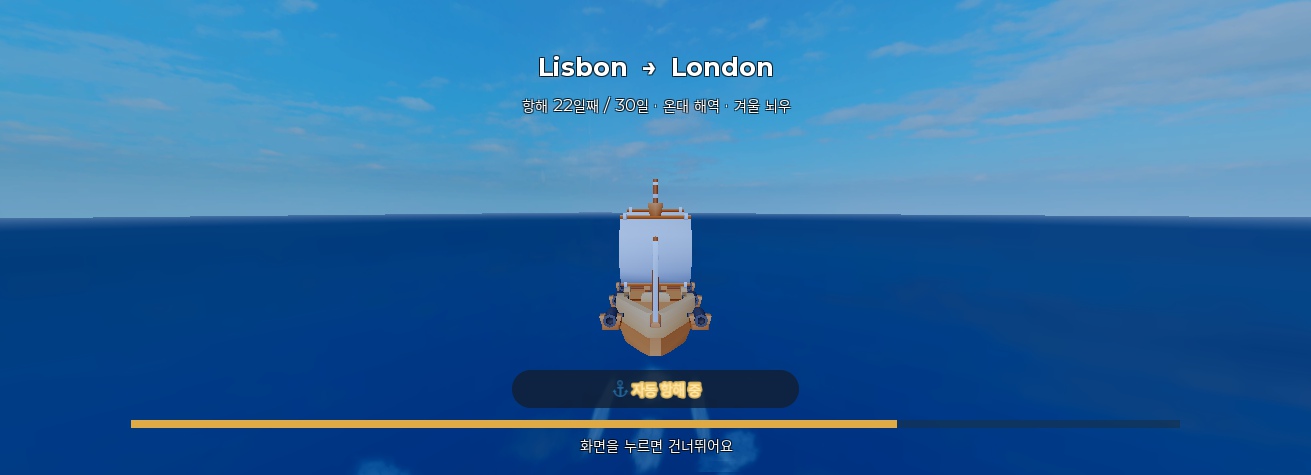 Lisbon → London
항해 22일째 / 30일 · 온대 해역 · 겨울 뇌우
⚓ 자동 항해 중
화면을 누르면 건너뛰어요